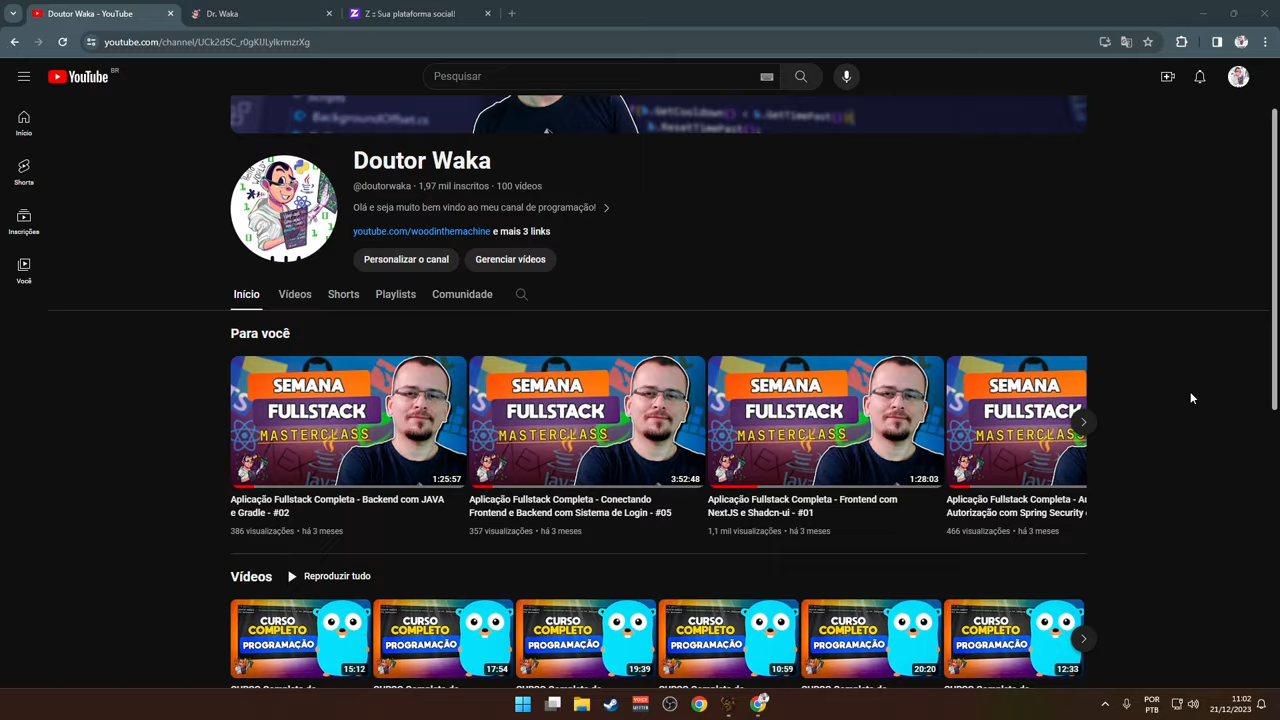 Doutor Waka - YouTube
Dr. Waka
Z :: Sua plataforma social!
youtube.com/channel/UCk2d5C_r0gKlJLylkrmzrXg
YouTube BR
Pesquisar
Início
Shorts
Inscrições
Você
BackgroundOffset.cs
Doutor Waka
@doutorwaka · 1,97 mil inscritos · 100 vídeos
Olá e seja muito bem vindo ao meu canal de programação!
youtube.com/woodinthemachine e mais 3 links
Personalizar o canal
Gerenciar vídeos
Início Vídeos Shorts Playlists Comunidade
Para você
SEMANA
FULLSTACK
MASTERCLASS
1:25:57
Aplicação Fullstack Completa - Backend com JAVA
e Gradle - #02
386 visualizações • há 3 meses
SEMANA
FULLSTACK
MASTERCLASS
3:52:48
Aplicação Fullstack Completa - Conectando
Frontend e Backend com Sistema de Login - #05
357 visualizações • há 3 meses
SEMANA
FULLSTACK
MASTERCLASS
1:28:03
Aplicação Fullstack Completa - Frontend com
NextJS e Shadcn-ui - #01
1,1 mil visualizações • há 3 meses
SEMANA
FULLSTACK
MASTERCLASS
Aplicação Fullstack Completa - Au
Autorização com Spring Security
466 visualizações • há 3 meses
Vídeos
Reproduzir tudo
CURSO
COMPLETO
PROGRAMAÇÃO
15:12
CURSO
COMPLETO
PROGRAMAÇÃO
17:54
CURSO
COMPLETO
PROGRAMAÇÃO
19:39
CURSO
COMPLETO
PROGRAMAÇÃO
10:59
CURSO
COMPLETO
PROGRAMAÇÃO
20:20
CURSO
COMPLETO
PROGRAMAÇÃO
12:33
POR
PTB
11:02
21/12/2023